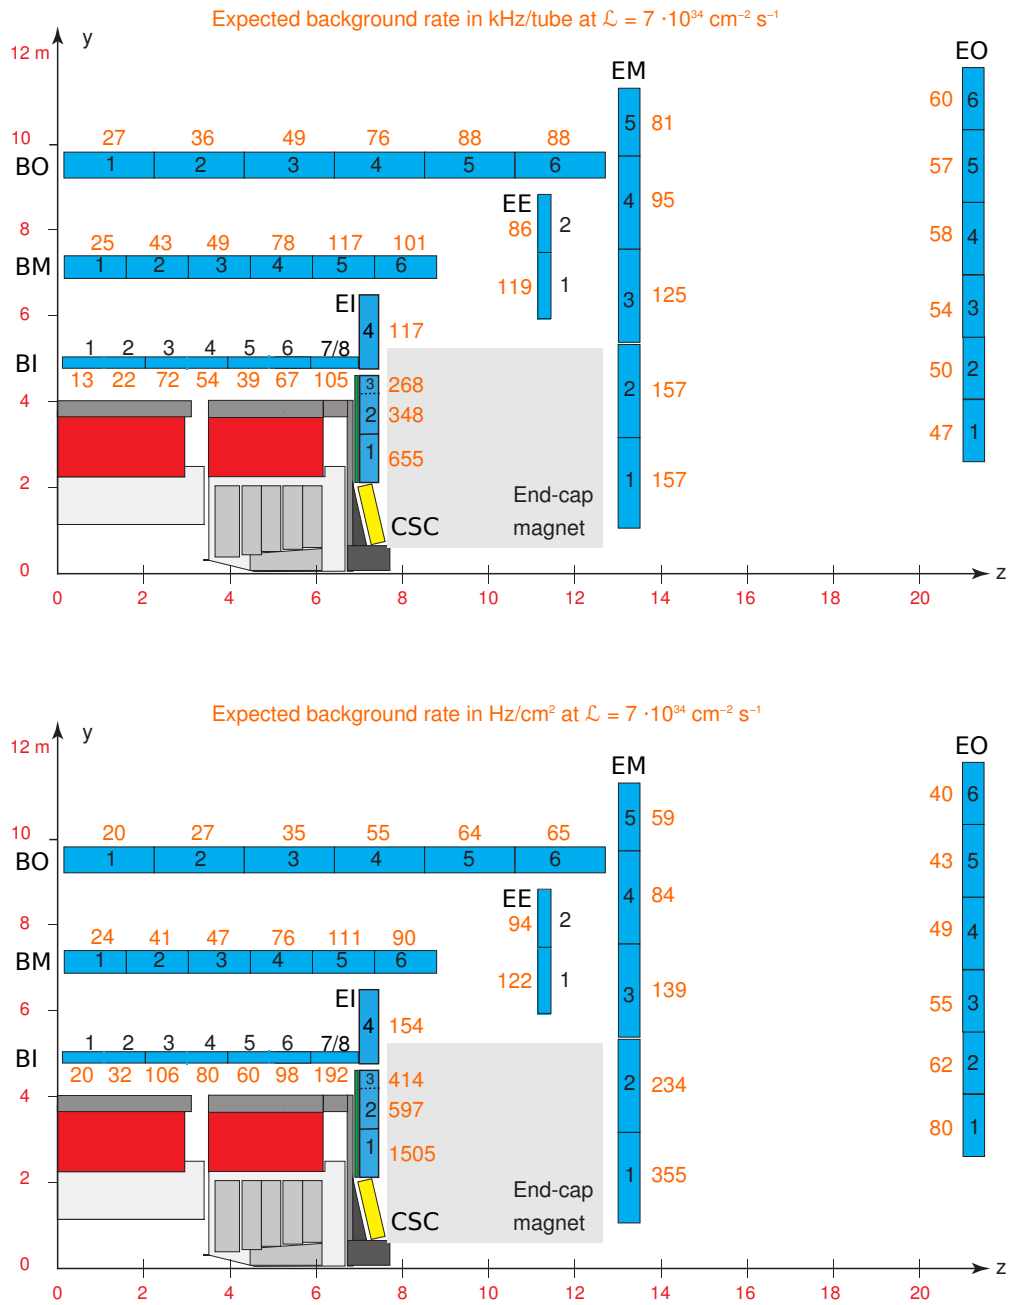 Expected background rate in kHz/tube at ℒ = 7 ·10³⁴ cm⁻² s⁻¹
12 m y
EO
EM
6 60
5 81
10 27 36 49 76 88 88
BO 1 2 3 4 5 6
57 5
4 95
EE
8 86 2
58 4
25 43 49 78 117 101
BM 1 2 3 4 5 6
119 1
3 125
EI
54 3
6
4 117
1 2 3 4 5 6 7/8
BI
13 22 72 54 39 67 105
50 2
3 268
2 157
4
2 348
47 1
1 655
2
1 157
End-cap
magnet
CSC
0
z
0 2 4 6 8 10 12 14 16 18 20
Expected background rate in Hz/cm² at ℒ = 7 ·10³⁴ cm⁻² s⁻¹
12 m y
EO
EM
40 6
5 59
10 20 27 35 55 64 65
BO 1 2 3 4 5 6
43 5
4 84
EE
8 94 2
49 4
24 41 47 76 111 90
BM 1 2 3 4 5 6
122 1
3 139
EI
55 3
6
4 154
1 2 3 4 5 6 7/8
BI
20 32 106 80 60 98 192
62 2
3 414
2 234
4
2 597
80 1
1 1505
2
1 355
End-cap
magnet
CSC
0
z
0 2 4 6 8 10 12 14 16 18 20